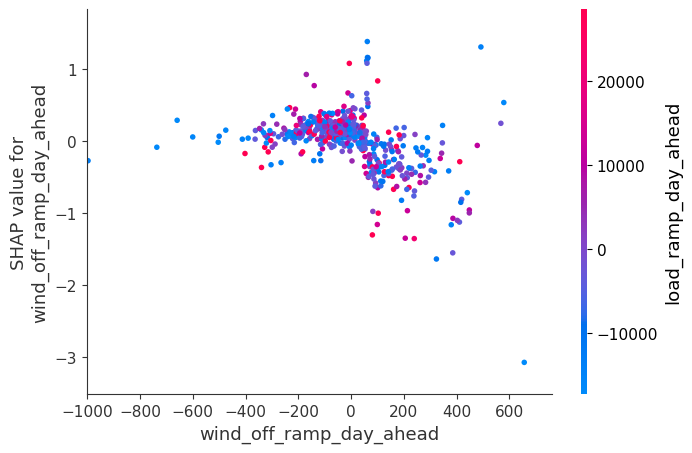 1
0
−1
−2
−3
SHAP value for
wind_off_ramp_day_ahead
−1000 −800 −600 −400 −200 0 200 400 600
wind_off_ramp_day_ahead
20000
10000
0
−10000
load_ramp_day_ahead